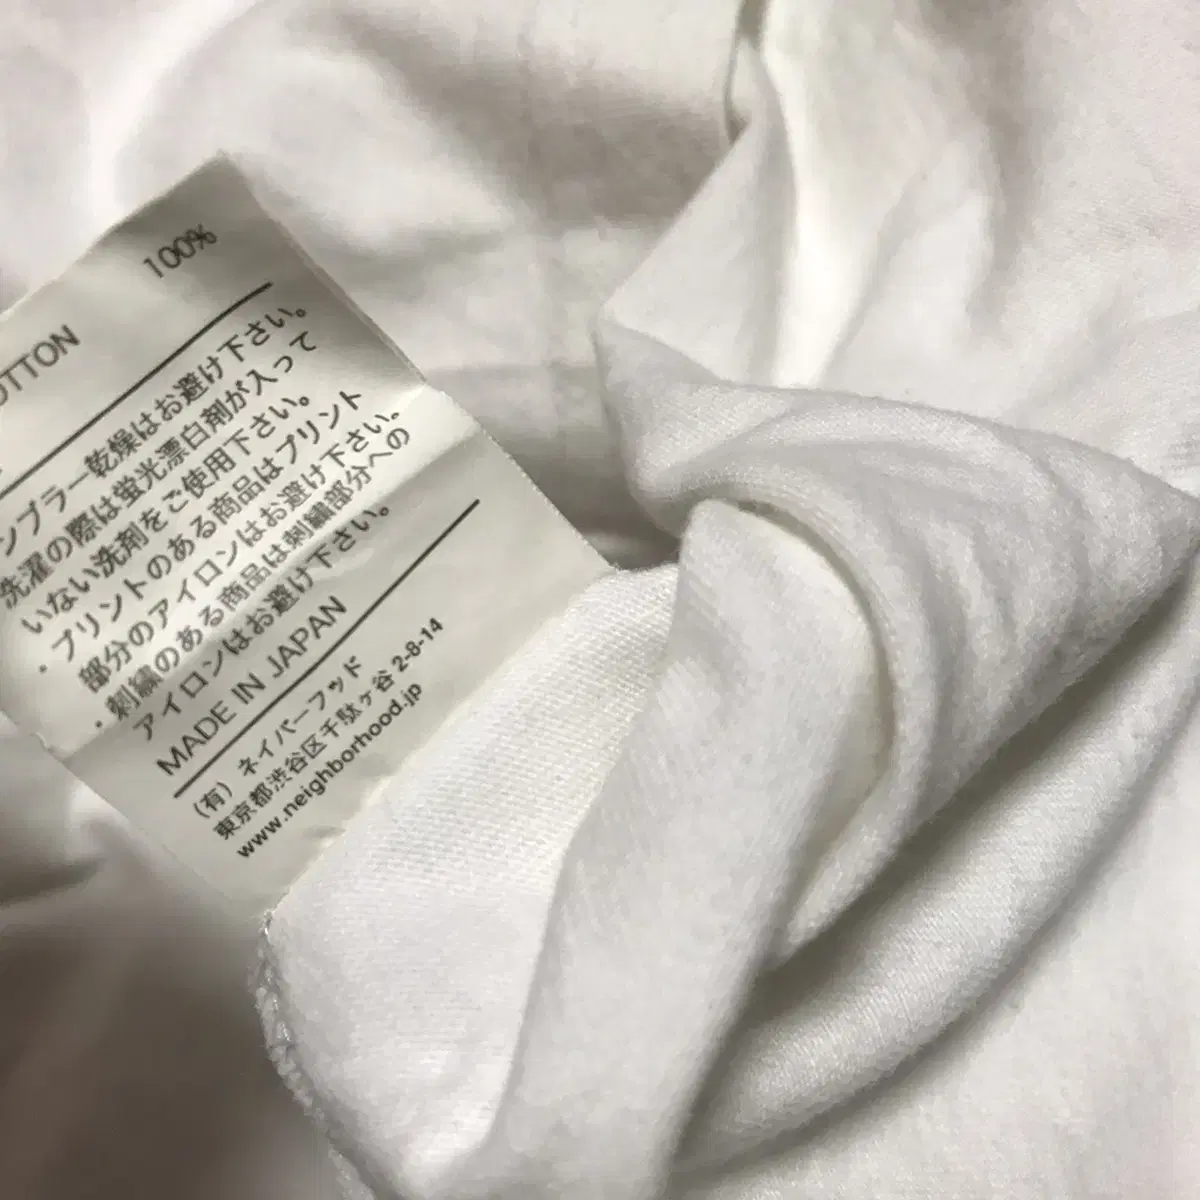 OTTON 100%
ンブラー乾燥はお避け下さい。
洗濯の際は蛍光漂白剤が入って
いない洗剤をご使用下さい。
・プリントのある商品はプリント
部分のアイロンはお避け下さい。
・刺繍のある商品は刺繍部分への
アイロンはお避け下さい。
MADE IN JAPAN
(有) ネイバーフッド
東京都渋谷区千駄ヶ谷 2-8-14
www.neighborhood.jp